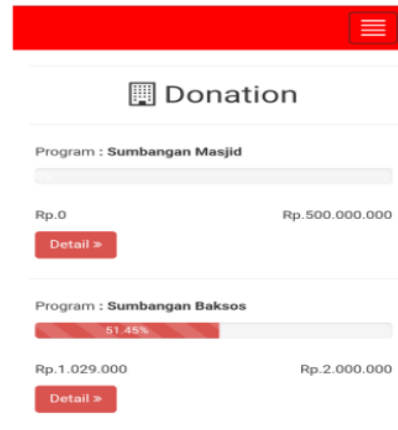 Donation
Program : Sumbangan Masjid
Rp.0 Rp.500.000.000
Detail »
Program : Sumbangan Baksos
51.45%
Rp.1.029.000 Rp.2.000.000
Detail »